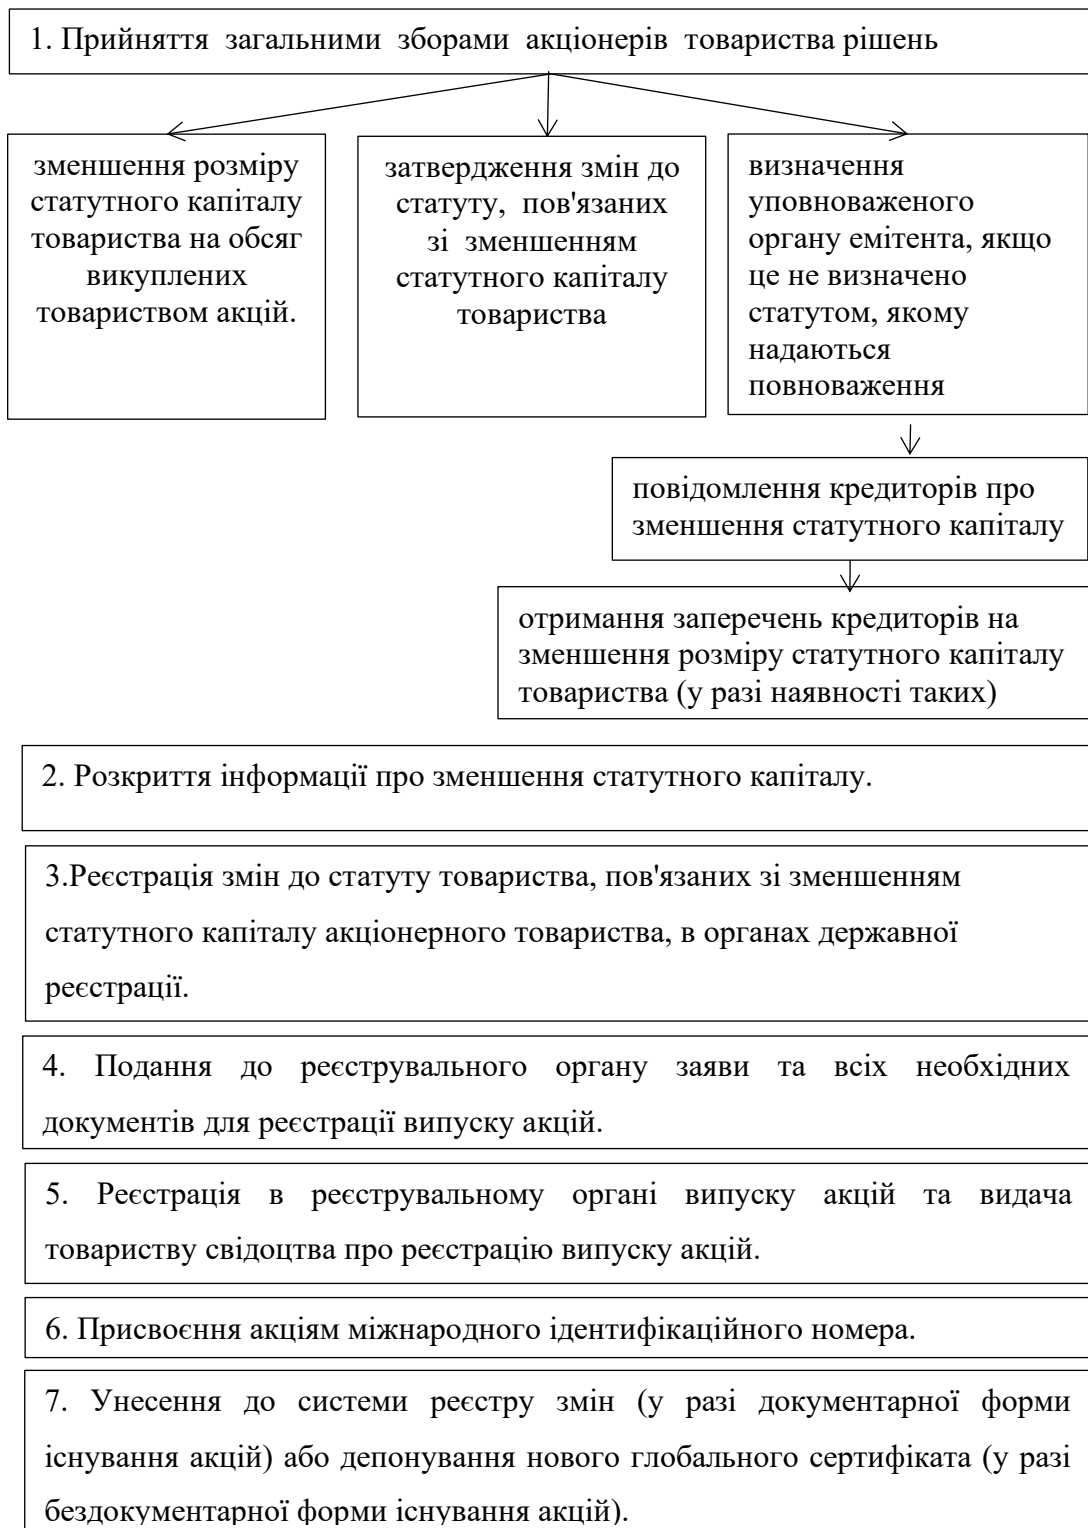 1. Прийняття загальними зборами акціонерів товариства рішень
зменшення розміру
статутного капіталу
товариства на обсяг
викуплених
товариством акцій.
затвердження змін до
статуту, пов'язаних
зі зменшенням
статутного капіталу
товариства
визначення
уповноваженого
органу емітента, якщо
це не визначено
статутом, якому
надаються
повноваження
повідомлення кредиторів про
зменшення статутного капіталу
отримання заперечень кредиторів на
зменшення розміру статутного капіталу
товариства (у разі наявності таких)
2. Розкриття інформації про зменшення статутного капіталу.
3.Реєстрація змін до статуту товариства, пов'язаних зі зменшенням
статутного капіталу акціонерного товариства, в органах державної
реєстрації.
4. Подання до реєструвального органу заяви та всіх необхідних
документів для реєстрації випуску акцій.
5. Реєстрація в реєструвальному органі випуску акцій та видача
товариству свідоцтва про реєстрацію випуску акцій.
6. Присвоєння акціям міжнародного ідентифікаційного номера.
7. Унесення до системи реєстру змін (у разі документарної форми
існування акцій) або депонування нового глобального сертифіката (у разі
бездокументарної форми існування акцій).